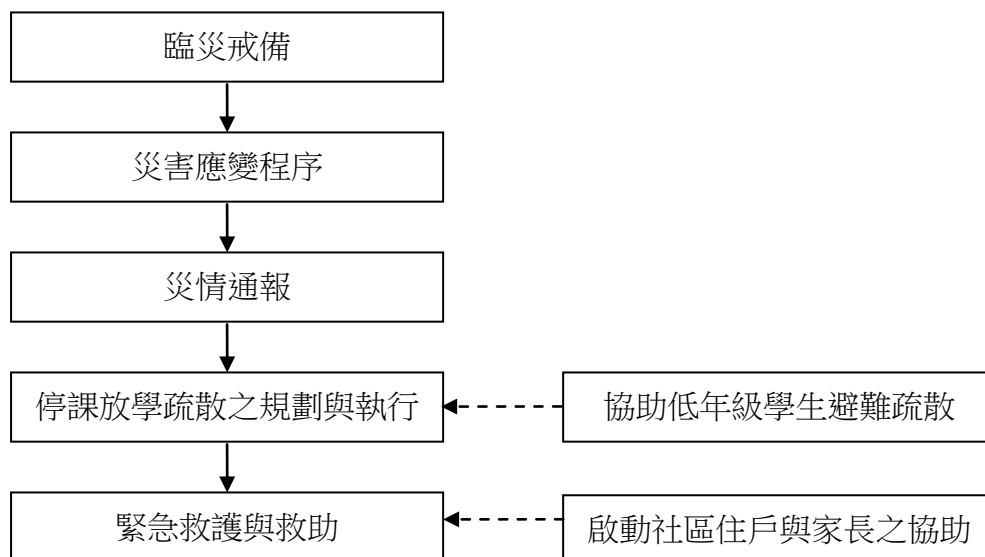 臨災戒備
災害應變程序
災情通報
停課放學疏散之規劃與執行
協助低年級學生避難疏散
緊急救護與救助
啟動社區住戶與家長之協助